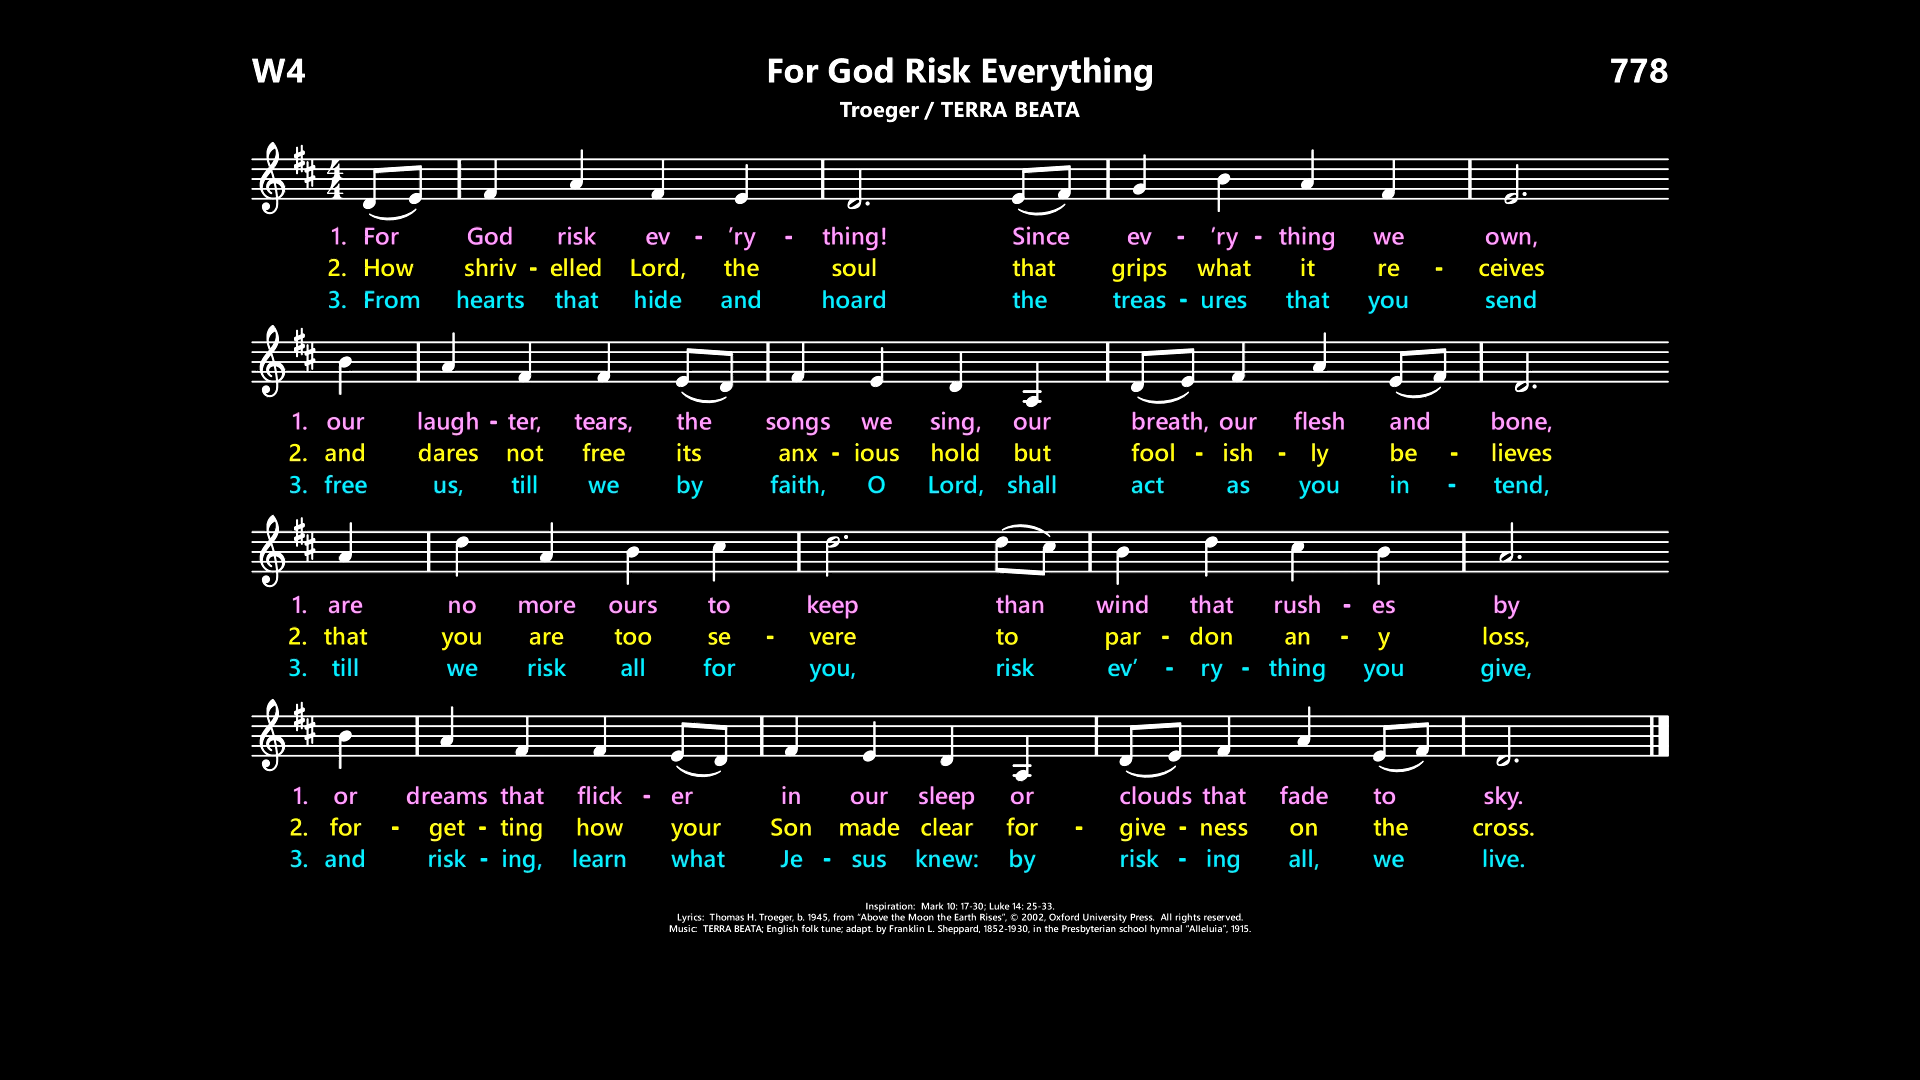 W4 For God Risk Everything 778
Troeger / TERRA BEATA
4 4
1. For God risk ev - ’ry - thing! Since ev - ’ry - thing we own,
2. How shriv - elled Lord, the soul that grips what it re - ceives
3. From hearts that hide and hoard the treas - ures that you send
1. our laugh - ter, tears, the songs we sing, our breath, our flesh and bone,
2. and dares not free its anx - ious hold but fool - ish - ly be - lieves
3. free us, till we by faith, O Lord, shall act as you in - tend,
1. are no more ours to keep than wind that rush - es by
2. that you are too se - vere to par - don an - y loss,
3. till we risk all for you, risk ev’ - ry - thing you give,
1. or dreams that flick - er in our sleep or clouds that fade to sky.
2. for - get - ting how your Son made clear for - give - ness on the cross.
3. and risk - ing, learn what Je - sus knew: by risk - ing all, we live.
Inspiration: Mark 10: 17-30; Luke 14: 25-33.
Lyrics: Thomas H. Troeger, b. 1945, from “Above the Moon the Earth Rises”, © 2002, Oxford University Press. All rights reserved.
Music: TERRA BEATA; English folk tune; adapt. by Franklin L. Sheppard, 1852-1930, in the Presbyterian school hymnal “Alleluia”, 1915.